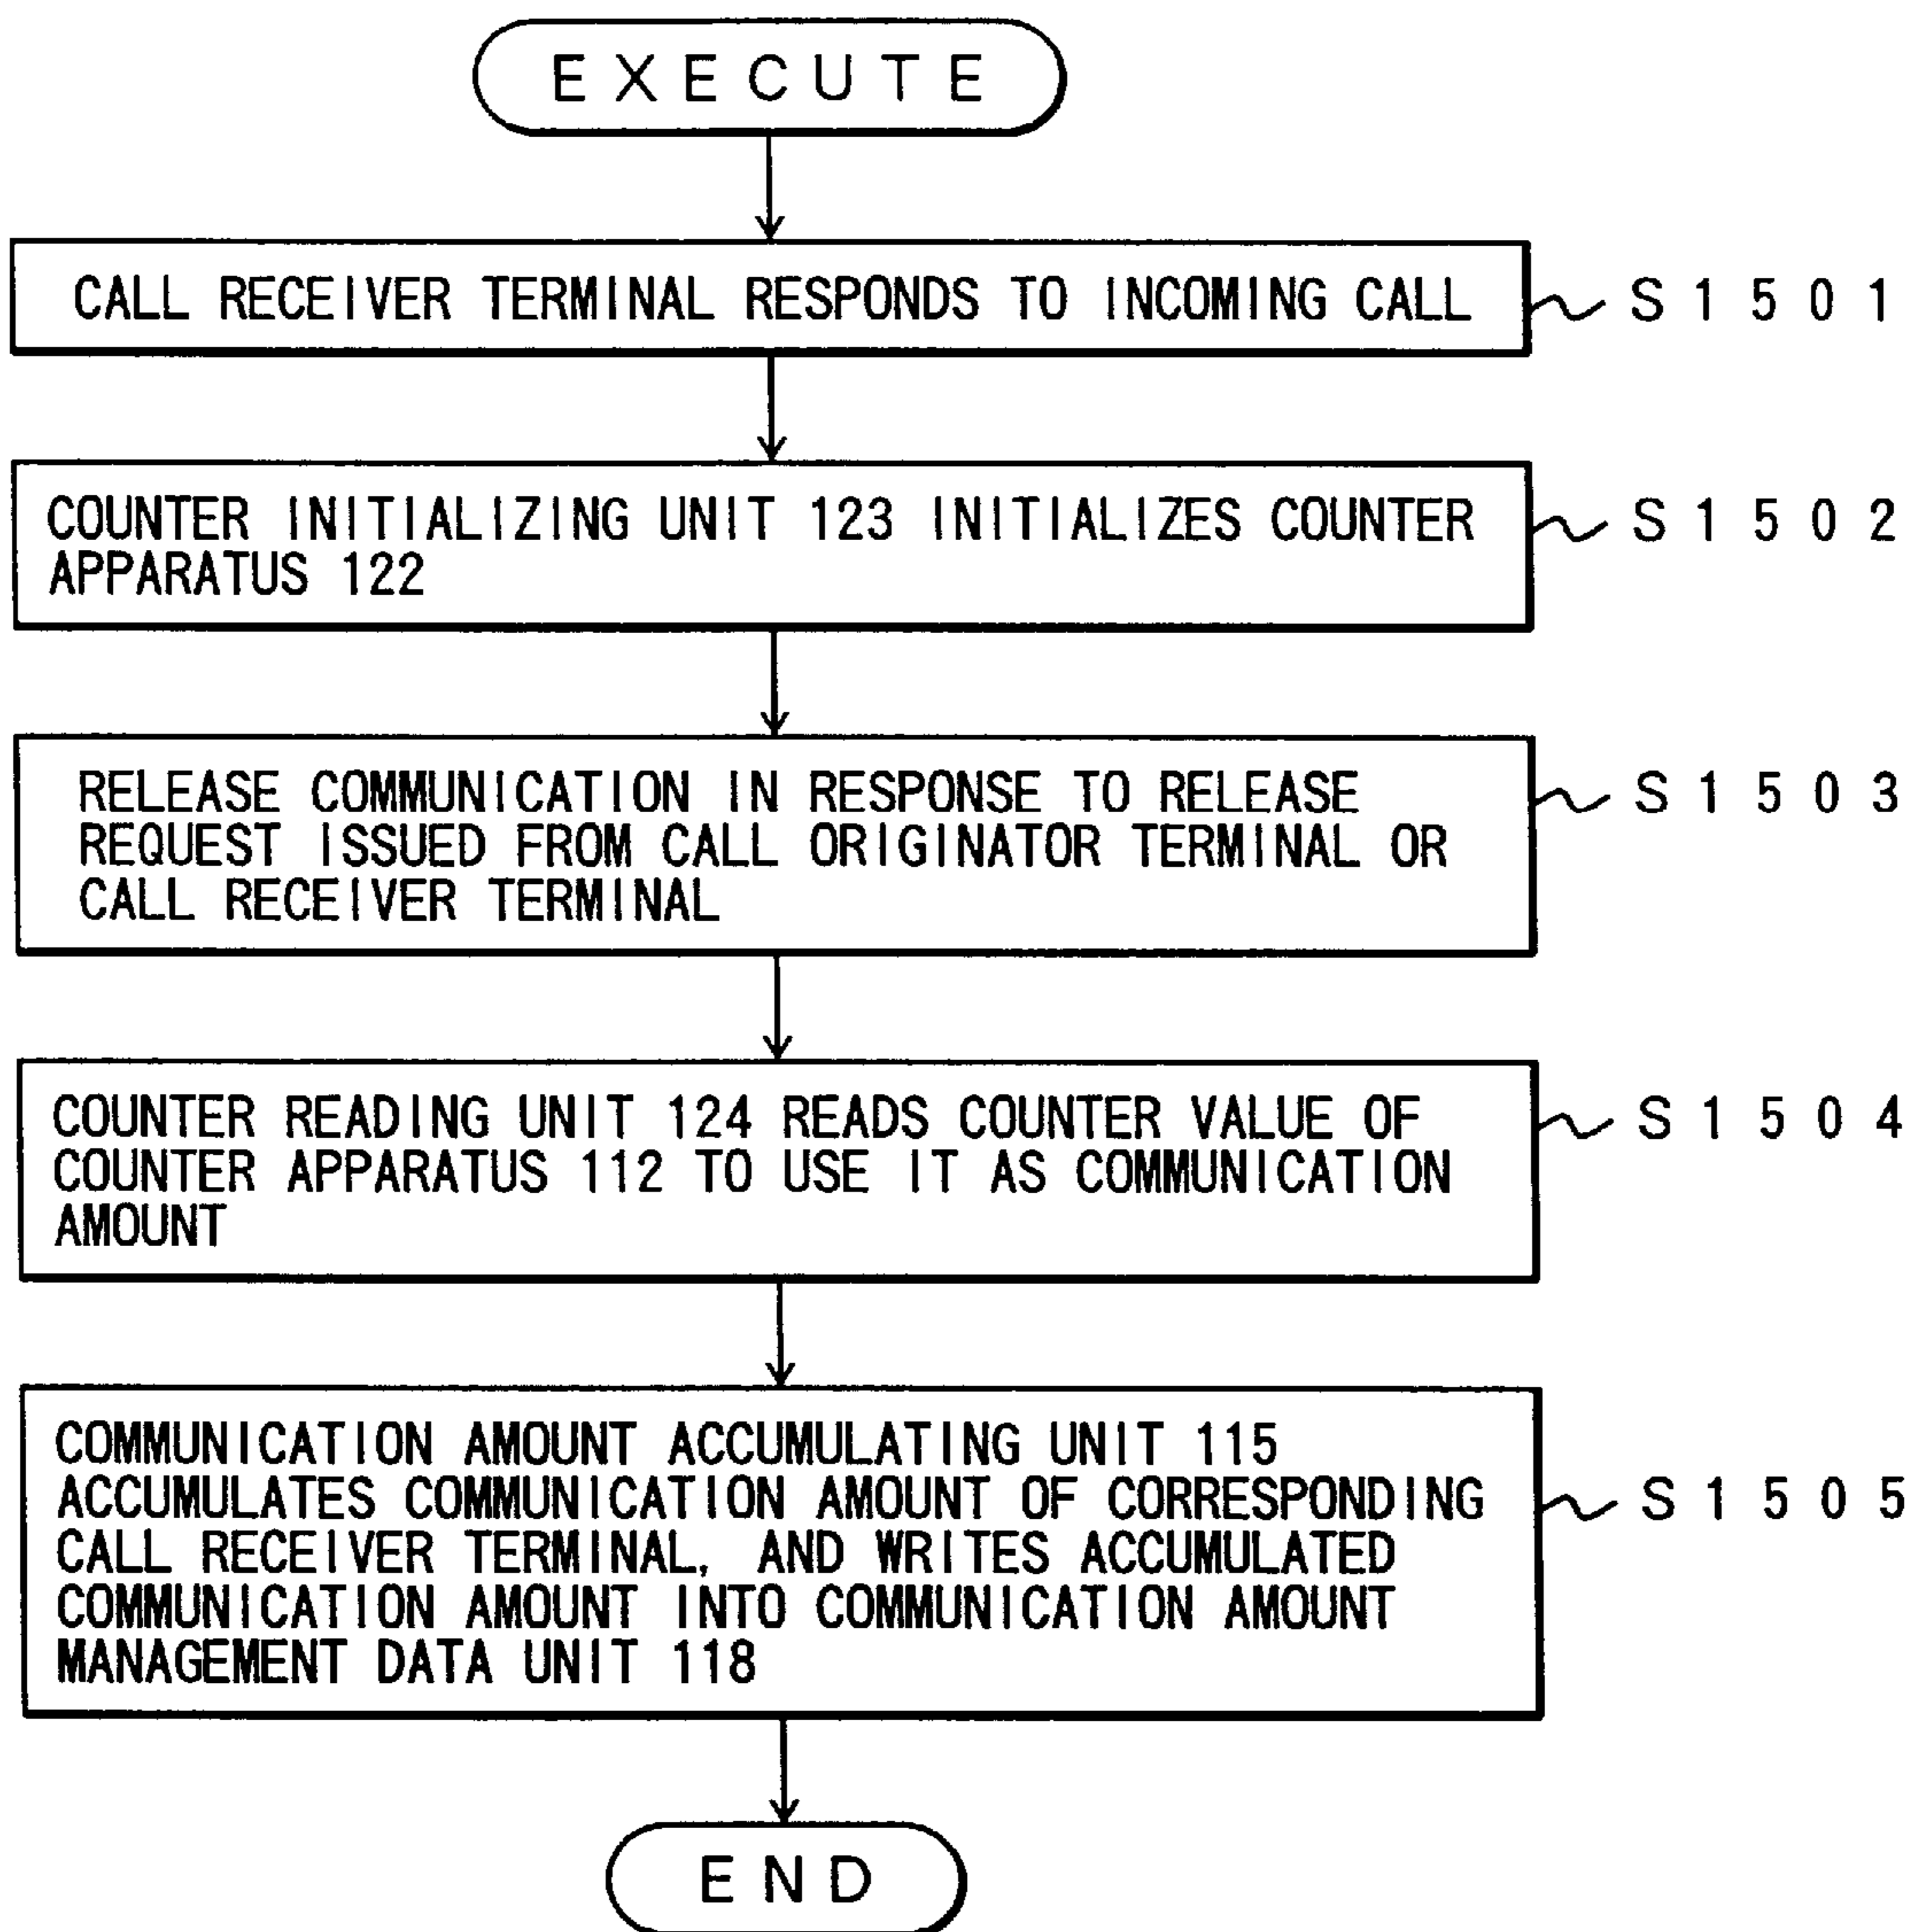 EXECUTE
CALL RECEIVER TERMINAL RESPONDS TO INCOMING CALL
S1501
COUNTER INITIALIZING UNIT 123 INITIALIZES COUNTER
APPARATUS 122
S1502
RELEASE COMMUNICATION IN RESPONSE TO RELEASE
REQUEST ISSUED FROM CALL ORIGINATOR TERMINAL OR
CALL RECEIVER TERMINAL
S1503
COUNTER READING UNIT 124 READS COUNTER VALUE OF
COUNTER APPARATUS 112 TO USE IT AS COMMUNICATION
AMOUNT
S1504
COMMUNICATION AMOUNT ACCUMULATING UNIT 115
ACCUMULATES COMMUNICATION AMOUNT OF CORRESPONDING
CALL RECEIVER TERMINAL, AND WRITES ACCUMULATED
COMMUNICATION AMOUNT INTO COMMUNICATION AMOUNT
MANAGEMENT DATA UNIT 118
S1505
END